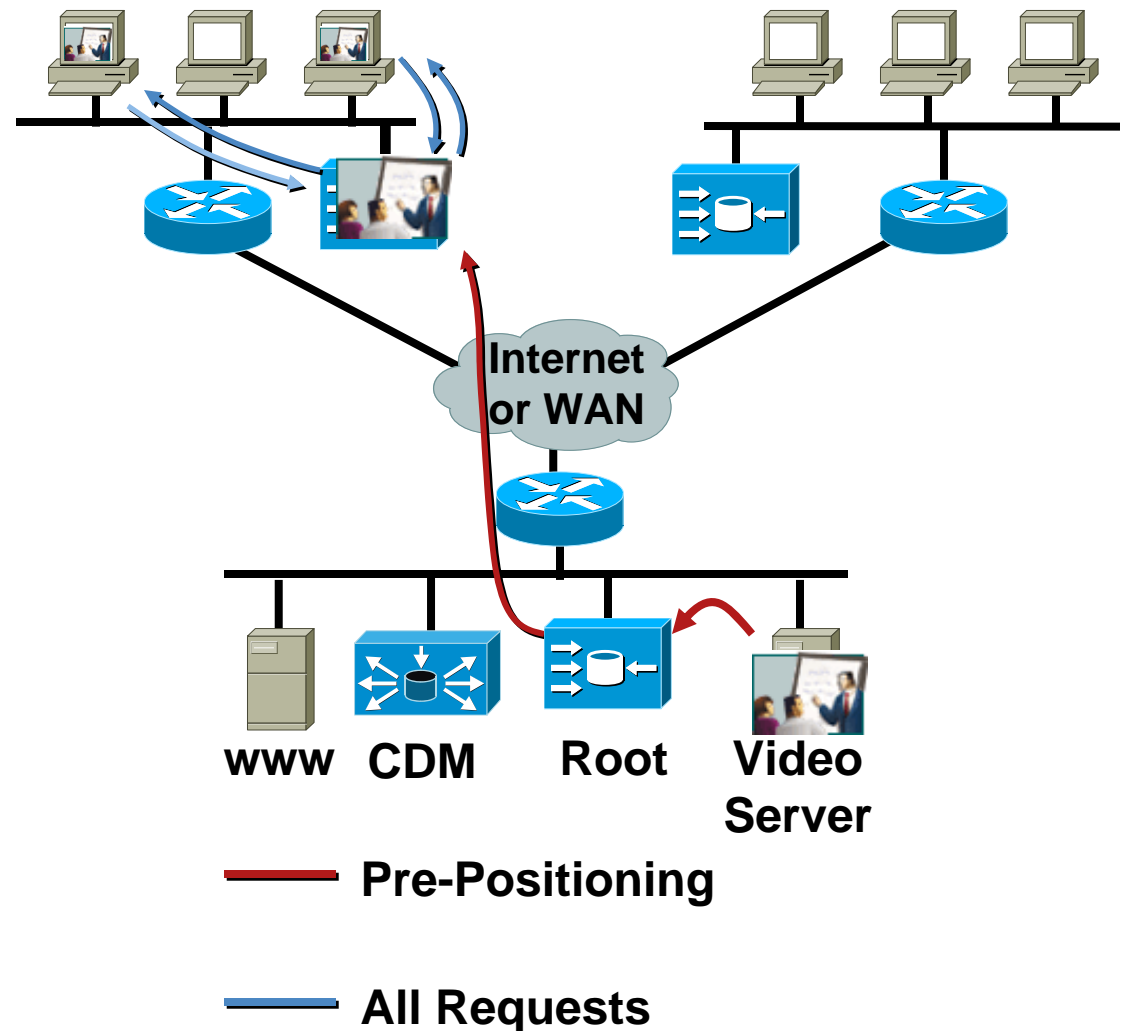 Internet
or WAN
www CDM Root Video
Server
Pre-Positioning
All Requests